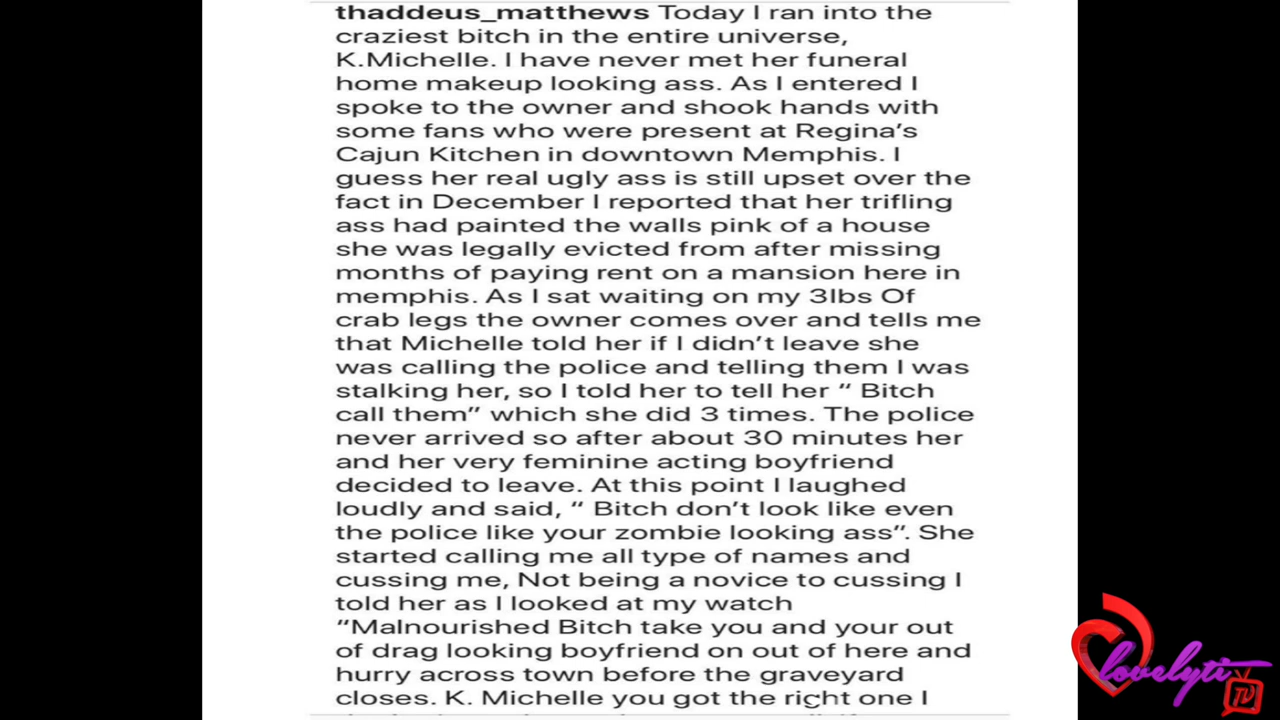 thaddeus_matthews Today I ran into the
craziest bitch in the entire universe,
K.Michelle. I have never met her funeral
home makeup looking ass. As I entered I
spoke to the owner and shook hands with
some fans who were present at Regina’s
Cajun Kitchen in downtown Memphis. I
guess her real ugly ass is still upset over the
fact in December I reported that her trifling
ass had painted the walls pink of a house
she was legally evicted from after missing
months of paying rent on a mansion here in
memphis. As I sat waiting on my 3lbs Of
crab legs the owner comes over and tells me
that Michelle told her if I didn’t leave she
was calling the police and telling them I was
stalking her, so I told her to tell her “ Bitch
call them” which she did 3 times. The police
never arrived so after about 30 minutes her
and her very feminine acting boyfriend
decided to leave. At this point I laughed
loudly and said, “ Bitch don’t look like even
the police like your zombie looking ass”. She
started calling me all type of names and
cussing me, Not being a novice to cussing I
told her as I looked at my watch
“Malnourished Bitch take you and your out
of drag looking boyfriend on out of here and
hurry across town before the graveyard
closes. K. Michelle you got the right one I
lovelyti
TV